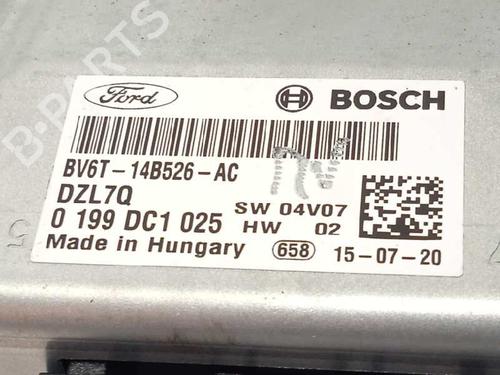 Ford BOSCH
BV6T-14B526-AC
DZL7Q
SW 04V07
0 199 DC1 025 HW 02
Made in Hungary 658 15-07-20
B-PARTS